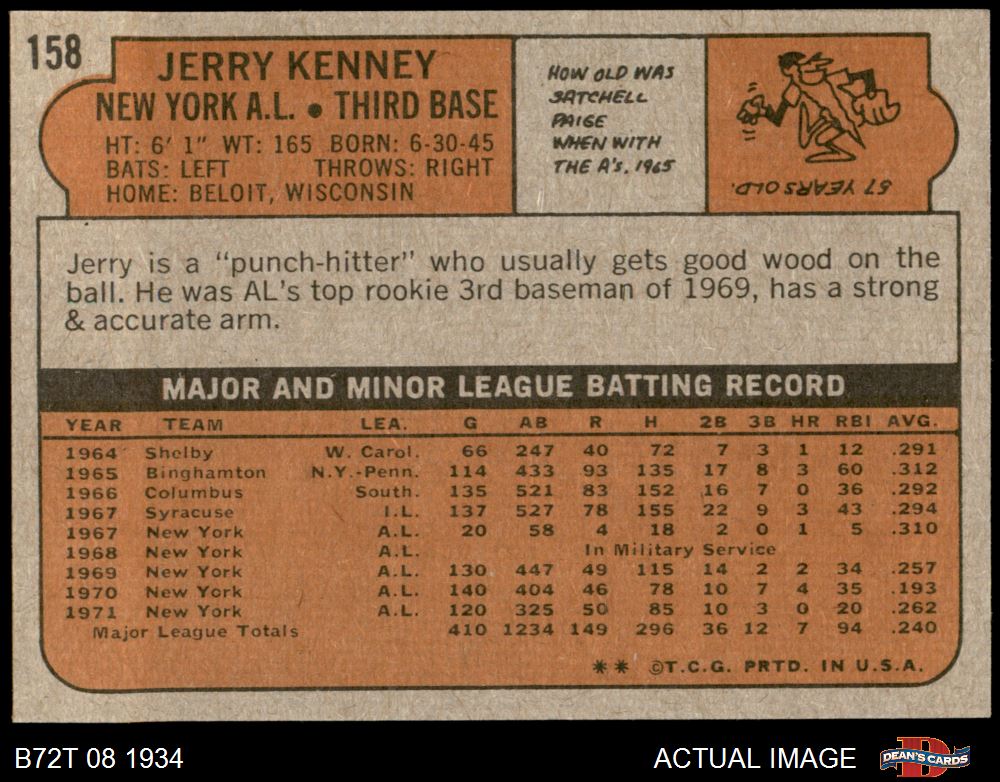 158
JERRY KENNEY
NEW YORK A.L. • THIRD BASE
HT: 6' 1" WT: 165 BORN: 6-30-45
BATS: LEFT THROWS: RIGHT
HOME: BELOIT, WISCONSIN
HOW OLD WAS
SATCHELL
PAIGE
WHEN WITH
THE A's, 1965
57 YEARS OLD.
Jerry is a "punch-hitter" who usually gets good wood on the
ball. He was AL's top rookie 3rd baseman of 1969, has a strong
& accurate arm.
MAJOR AND MINOR LEAGUE BATTING RECORD
YEAR TEAM LEA. G AB R H 2B 3B HR RBI AVG.
1964 Shelby W. Carol. 66 247 40 72 7 3 1 12 .291
1965 Binghamton N.Y.-Penn. 114 433 93 135 17 8 3 60 .312
1966 Columbus South. 135 521 83 152 16 7 0 36 .292
1967 Syracuse I.L. 137 527 78 155 22 9 3 43 .294
1967 New York A.L. 20 58 4 18 2 0 1 5 .310
1968 New York A.L. In Military Service
1969 New York A.L. 130 447 49 115 14 2 2 34 .257
1970 New York A.L. 140 404 46 78 10 7 4 35 .193
1971 New York A.L. 120 325 50 85 10 3 0 20 .262
Major League Totals 410 1234 149 296 36 12 7 94 .240
** ©T.C.G. PRTD. IN U.S.A.
B72T 08 1934
ACTUAL IMAGE
D
DEAN'S CARDS